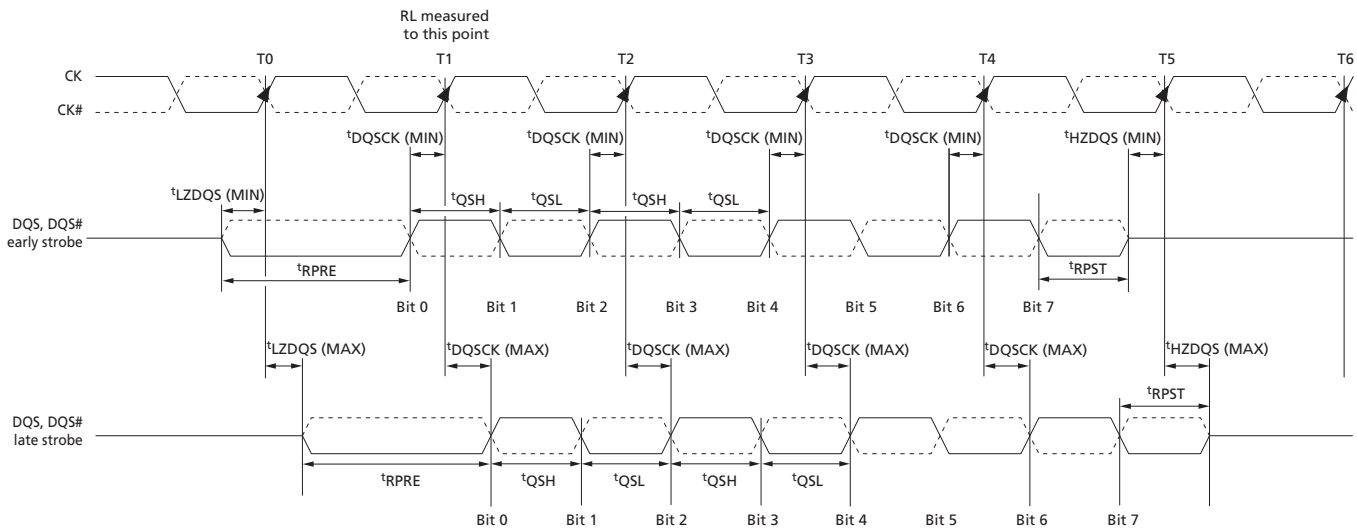 RL measured
to this point
T0 T1 T2 T3 T4 T5 T6
CK
CK#
tDQSCK (MIN) tDQSCK (MIN) tDQSCK (MIN) tDQSCK (MIN) tHZDQS (MIN)
tLZDQS (MIN)
tQSH tQSL tQSH tQSL
DQS, DQS#
early strobe
tRPRE tRPST
Bit 0 Bit 1 Bit 2 Bit 3 Bit 4 Bit 5 Bit 6 Bit 7
tLZDQS (MAX) tDQSCK (MAX) tDQSCK (MAX) tDQSCK (MAX) tDQSCK (MAX) tHZDQS (MAX)
tRPST
DQS, DQS#
late strobe
tRPRE tQSH tQSL tQSH tQSL
Bit 0 Bit 1 Bit 2 Bit 3 Bit 4 Bit 5 Bit 6 Bit 7